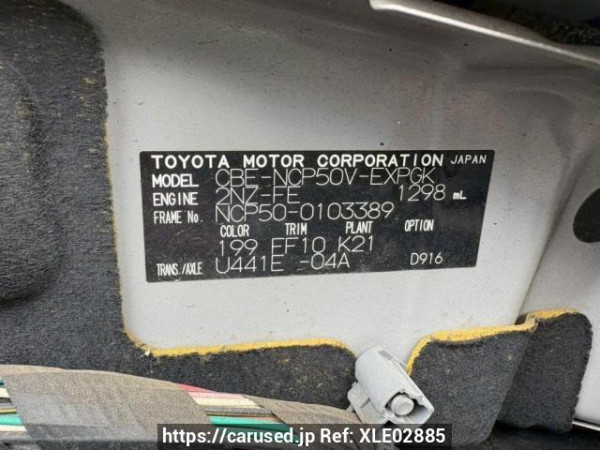 TOYOTA MOTOR CORPORATION JAPAN
MODEL CBE-NCP50V-EXPGK
ENGINE 2NZ-FE 1298 mL
FRAME No. NCP50-0103389
COLOR TRIM PLANT OPTION
199 FF10 K21
TRANS./AXLE U441E -04A D916
https://carused.jp Ref: XLE02885